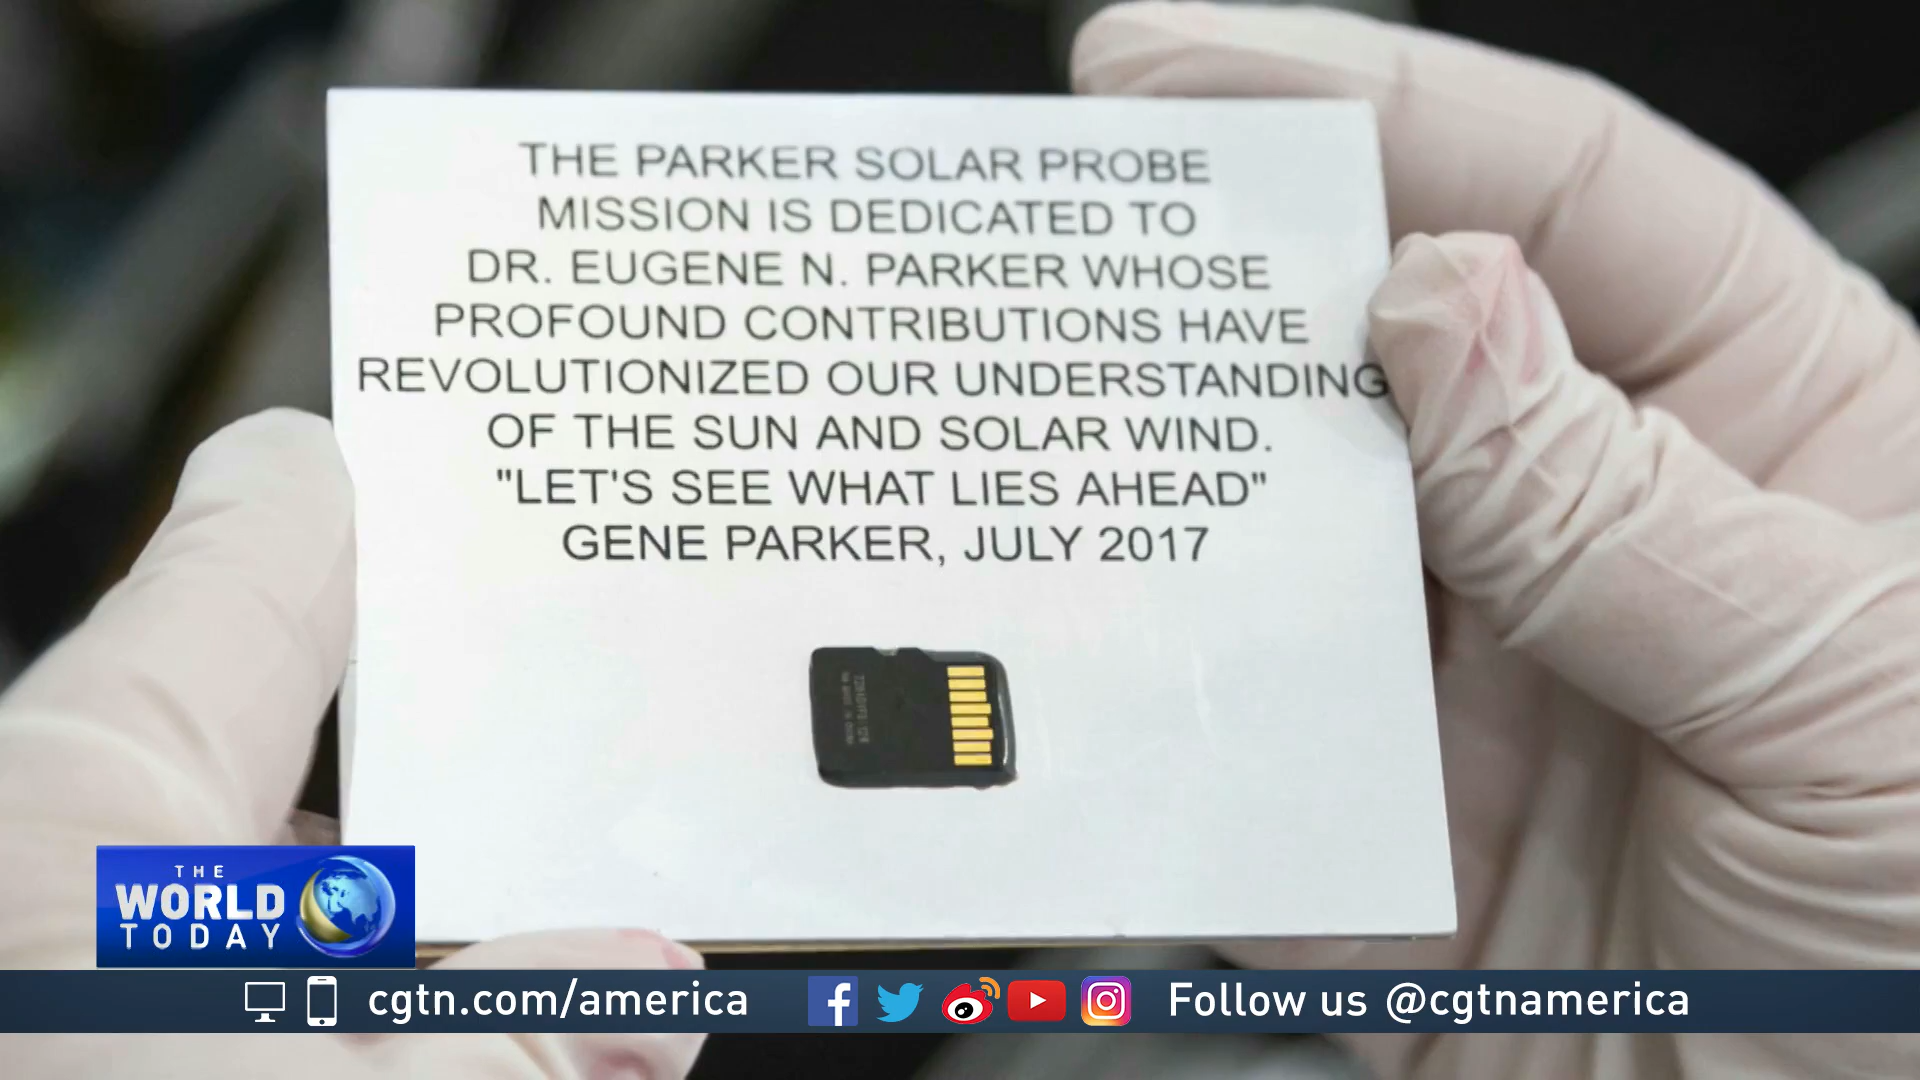 THE PARKER SOLAR PROBE
MISSION IS DEDICATED TO
DR. EUGENE N. PARKER WHOSE
PROFOUND CONTRIBUTIONS HAVE
REVOLUTIONIZED OUR UNDERSTANDING
OF THE SUN AND SOLAR WIND.
"LET'S SEE WHAT LIES AHEAD"
GENE PARKER, JULY 2017
THE
WORLD
TODAY
cgtn.com/america
Follow us @cgtnamerica